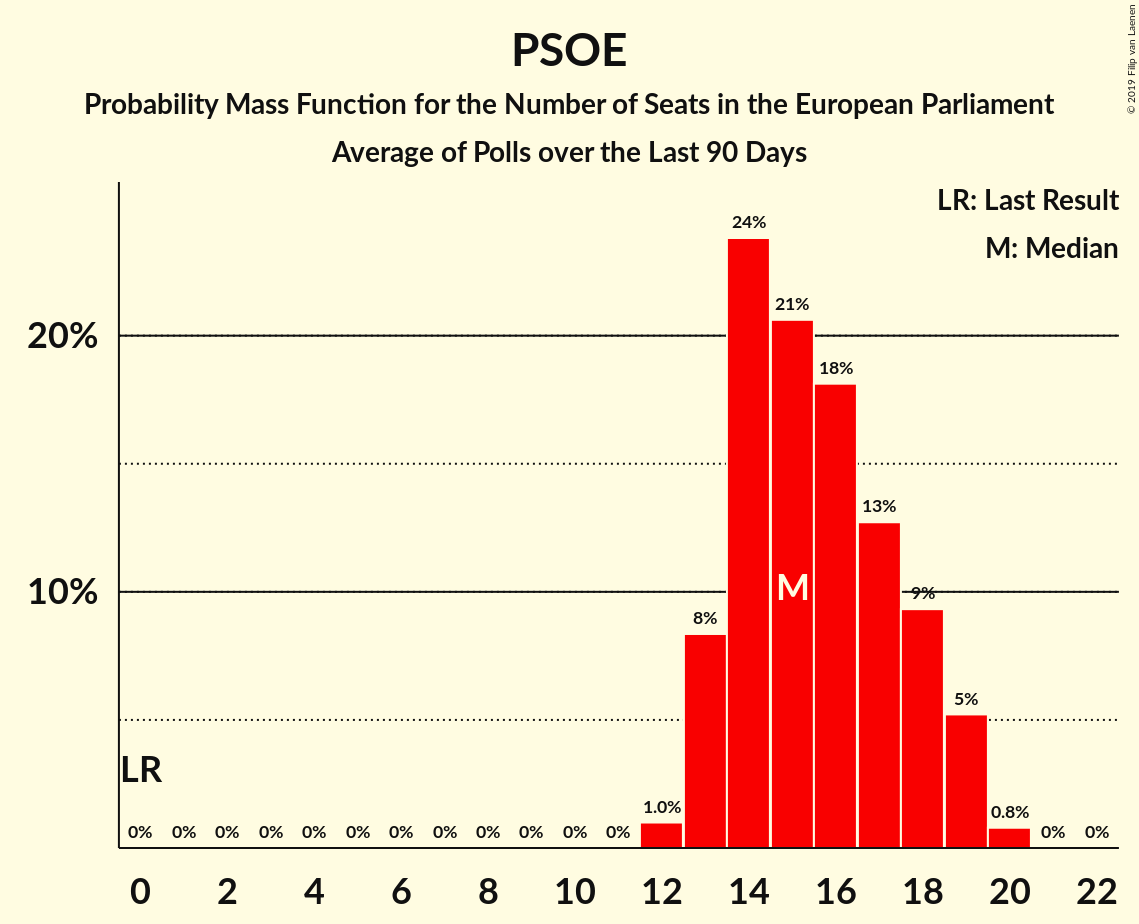 © 2019 Filip van Laenen
PSOE
Probability Mass Function for the Number of Seats in the European Parliament
Average of Polls over the Last 90 Days
LR: Last Result
M: Median
24%
21%
20%
18%
13%
10%
M
9%
8%
5%
LR
1.0%
0.8%
0% 0% 0% 0% 0% 0% 0% 0% 0% 0% 0% 0% 0% 0%
0 2 4 6 8 10 12 14 16 18 20 22